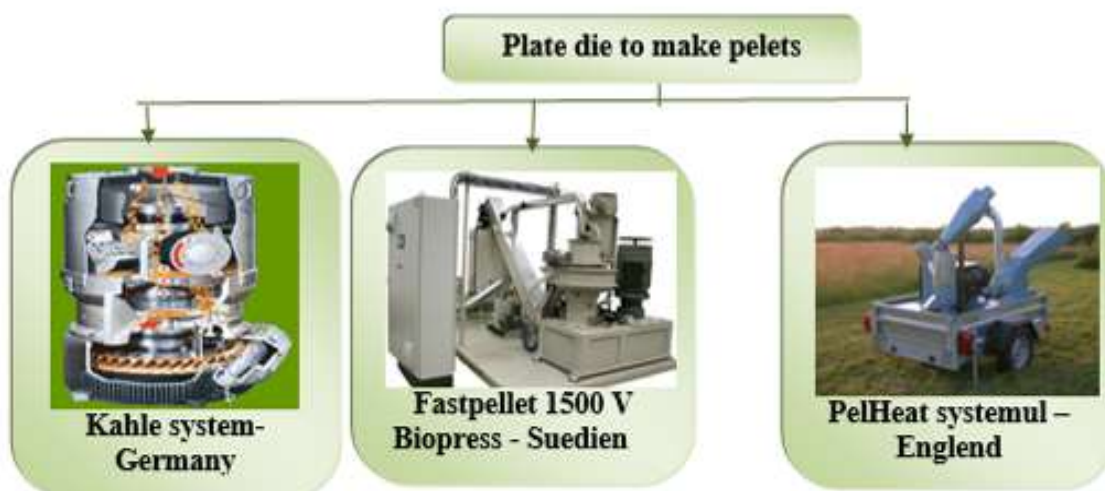 Plate die to make pelets
Kahle system-
Germany
Fastpellet 1500 V
Biopress - Suedien
PelHeat systemul –
Englend